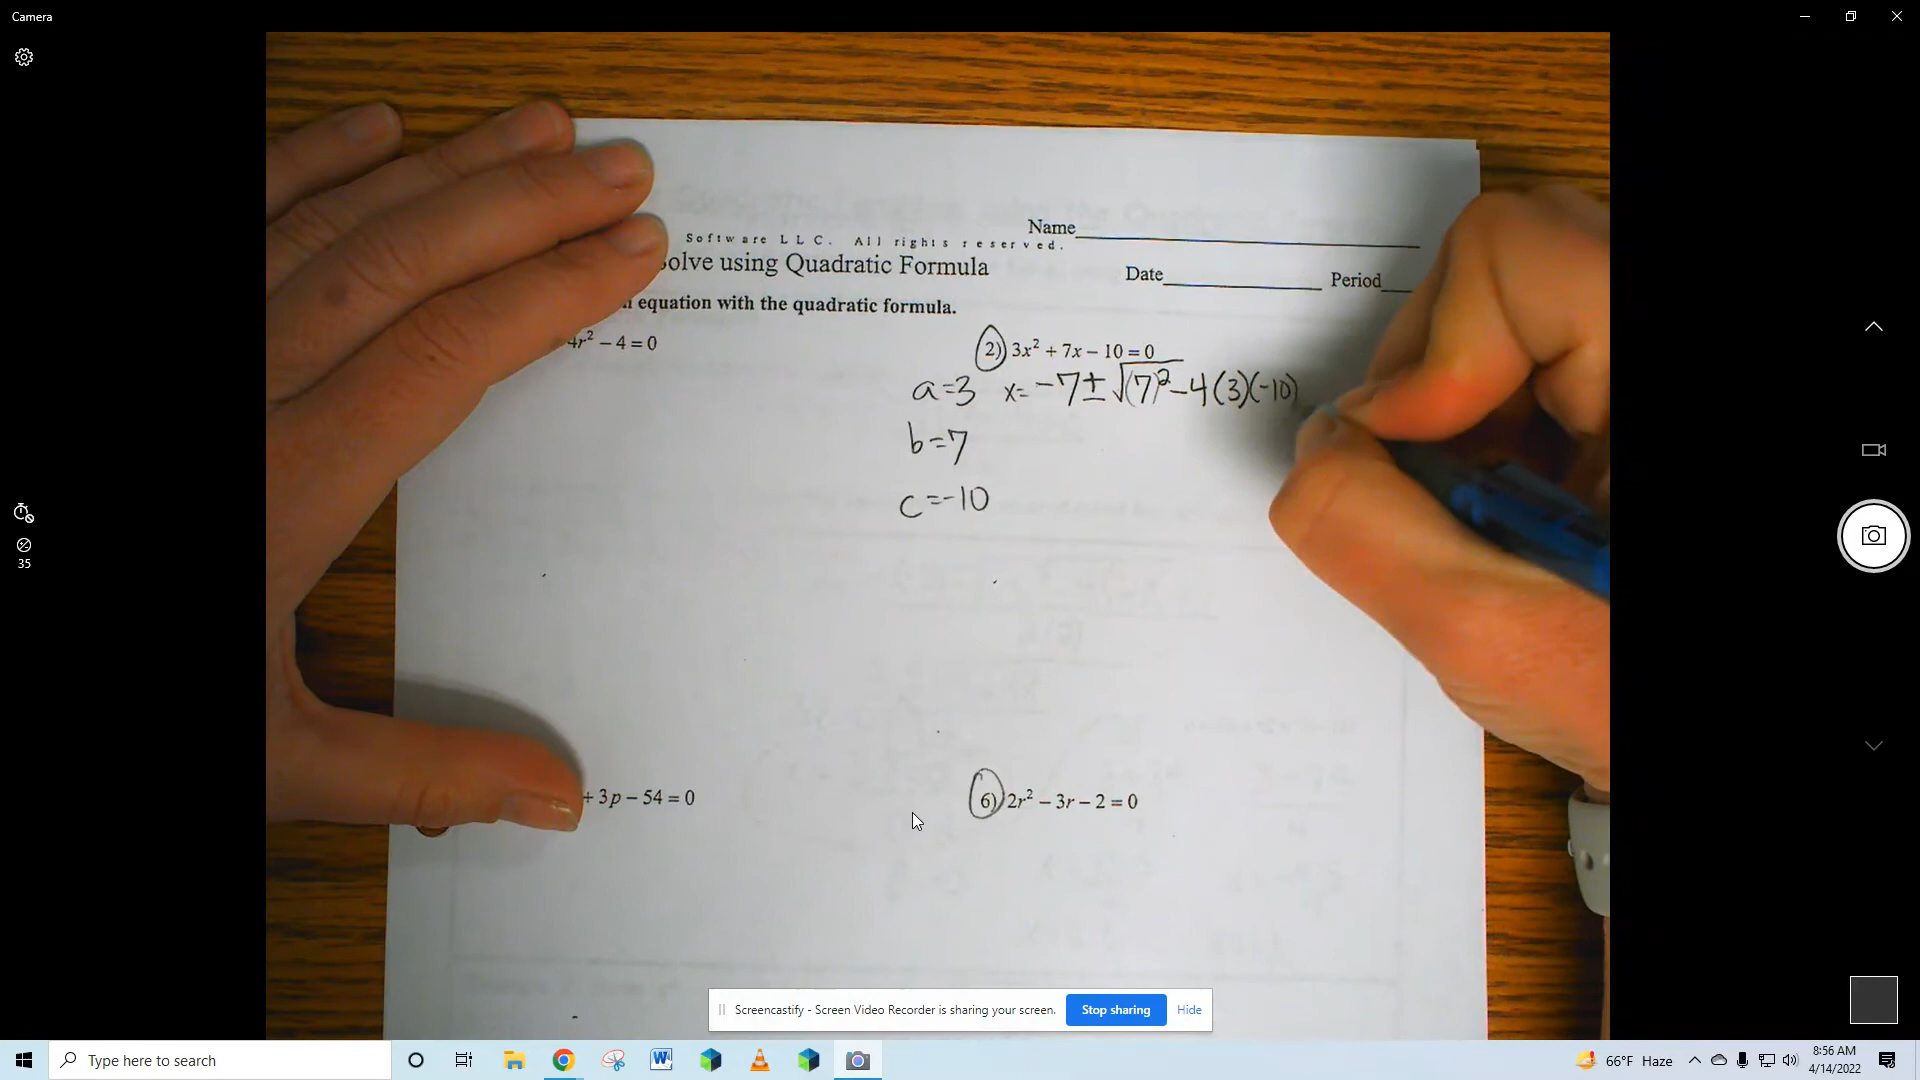 Camera
Name
Software LLC. All rights reserved.
olve using Quadratic Formula
Date Period
equation with the quadratic formula.
4r² – 4 = 0
2) 3x² + 7x – 10 = 0
a=3 x= -7 ± √(7)² - 4(3)(-10)
b=7
c=-10
35
+ 3p – 54 = 0
6) 2r² – 3r – 2 = 0
Screencastify - Screen Video Recorder is sharing your screen. Stop sharing Hide
Type here to search
66°F Haze
8:56 AM
4/14/2022